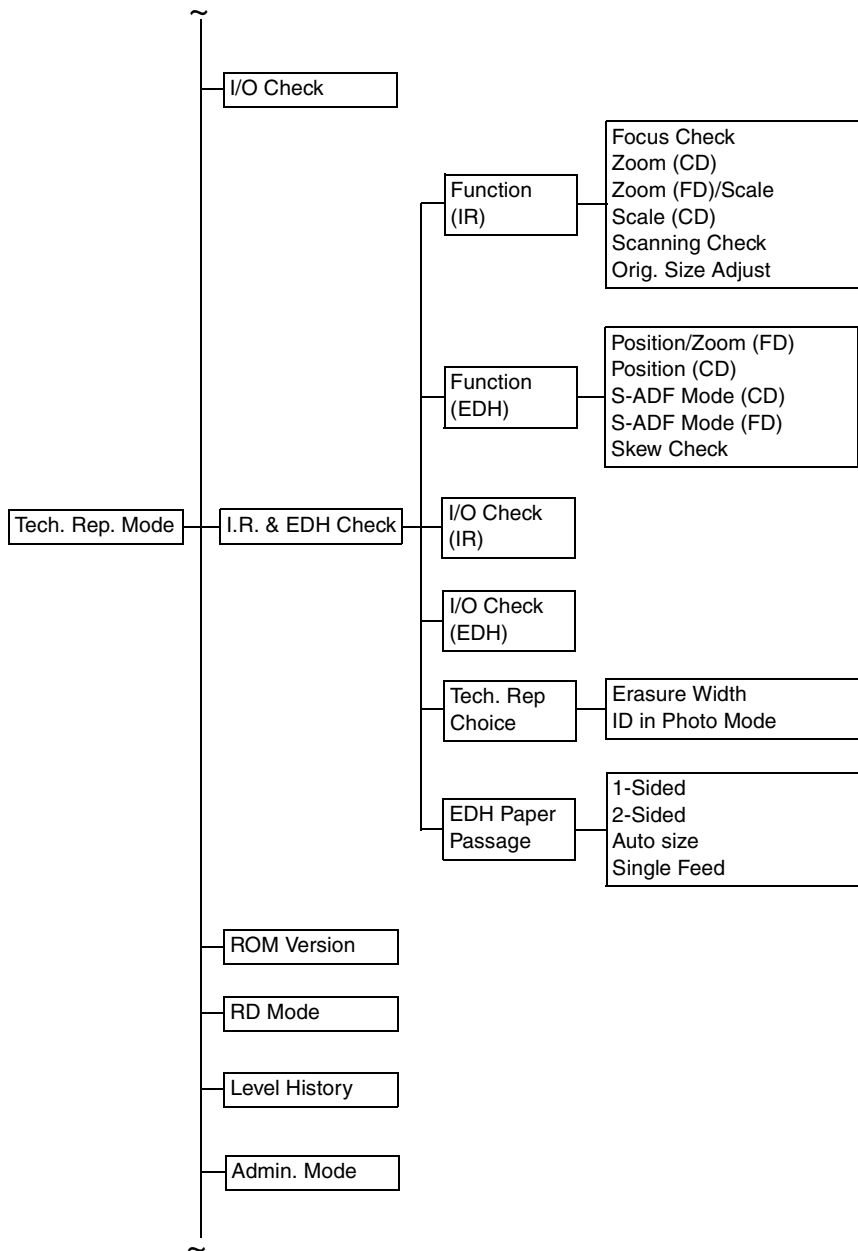 ~
I/O Check
Function
(IR)
Focus Check
Zoom (CD)
Zoom (FD)/Scale
Scale (CD)
Scanning Check
Orig. Size Adjust
Function
(EDH)
Position/Zoom (FD)
Position (CD)
S-ADF Mode (CD)
S-ADF Mode (FD)
Skew Check
Tech. Rep. Mode
I.R. & EDH Check
I/O Check
(IR)
I/O Check
(EDH)
Tech. Rep
Choice
Erasure Width
ID in Photo Mode
EDH Paper
Passage
1-Sided
2-Sided
Auto size
Single Feed
ROM Version
RD Mode
Level History
Admin. Mode
~